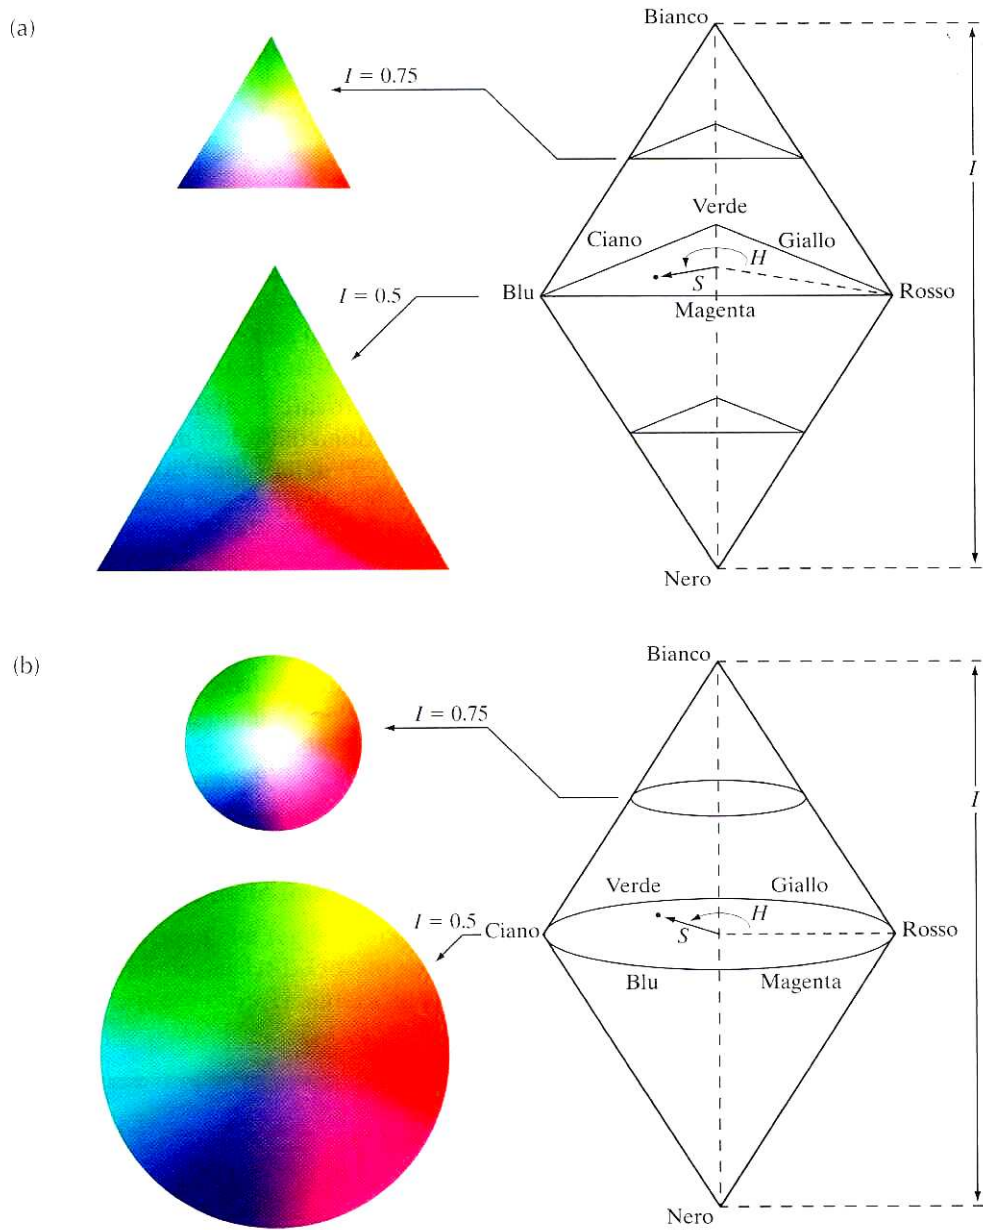 (a)
Bianco
I = 0.75
I
Verde
Ciano
Giallo
H
S
I = 0.5
Blu
Rosso
Magenta
Nero
(b)
Bianco
I = 0.75
I
Verde
Giallo
H
I = 0.5
Ciano
S
Rosso
Blu
Magenta
Nero